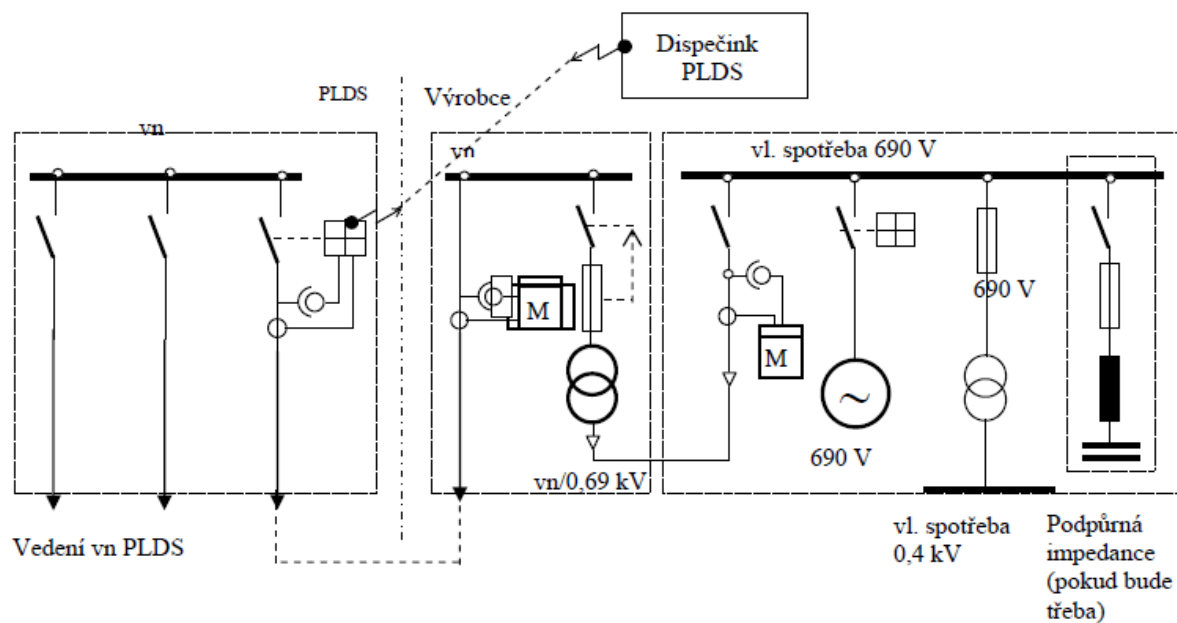 Dispečink
PLDS
PLDS
Výrobce
vn
vn
vl. spotřeba 690 V
M
M
690 V
~
690 V
vn/0,69 kV
Vedení vn PLDS
vl. spotřeba
0,4 kV
Podpůrná
impedance
(pokud bude
třeba)